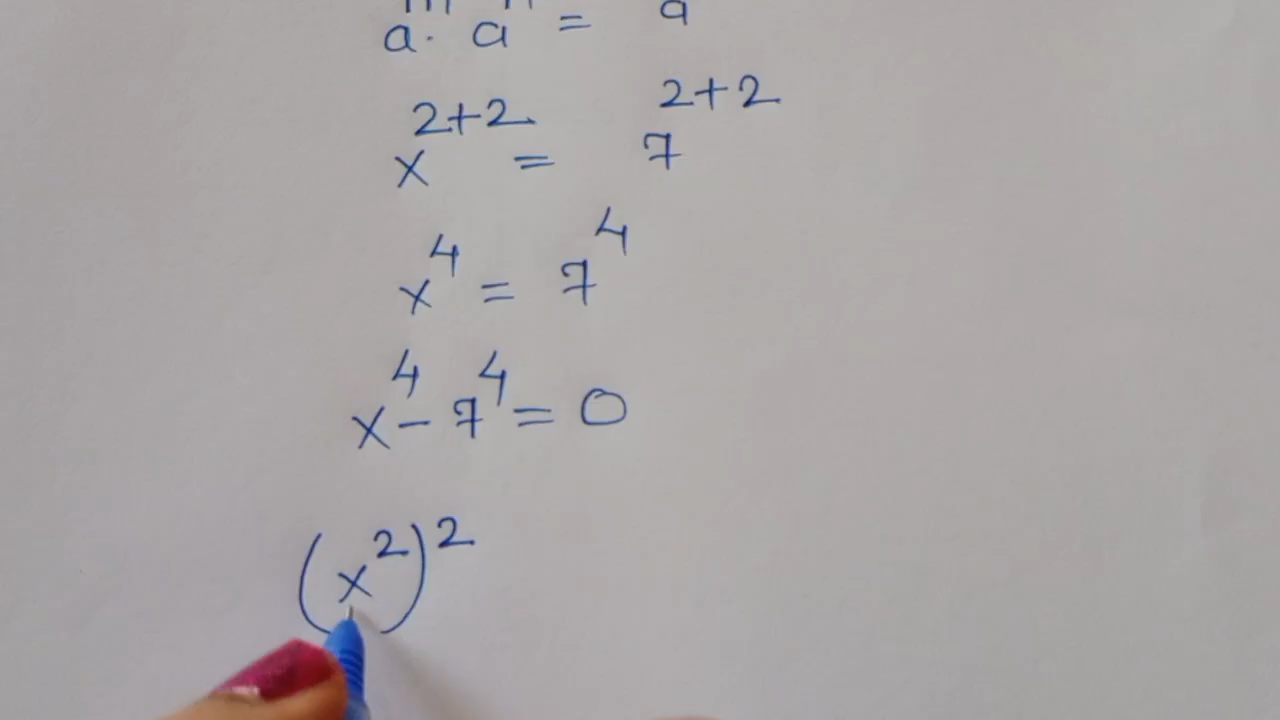 a^m · a^n = a
x^{2+2} = 7^{2+2}
x^4 = 7^4
x^4 - 7^4 = 0
(x^2)^2